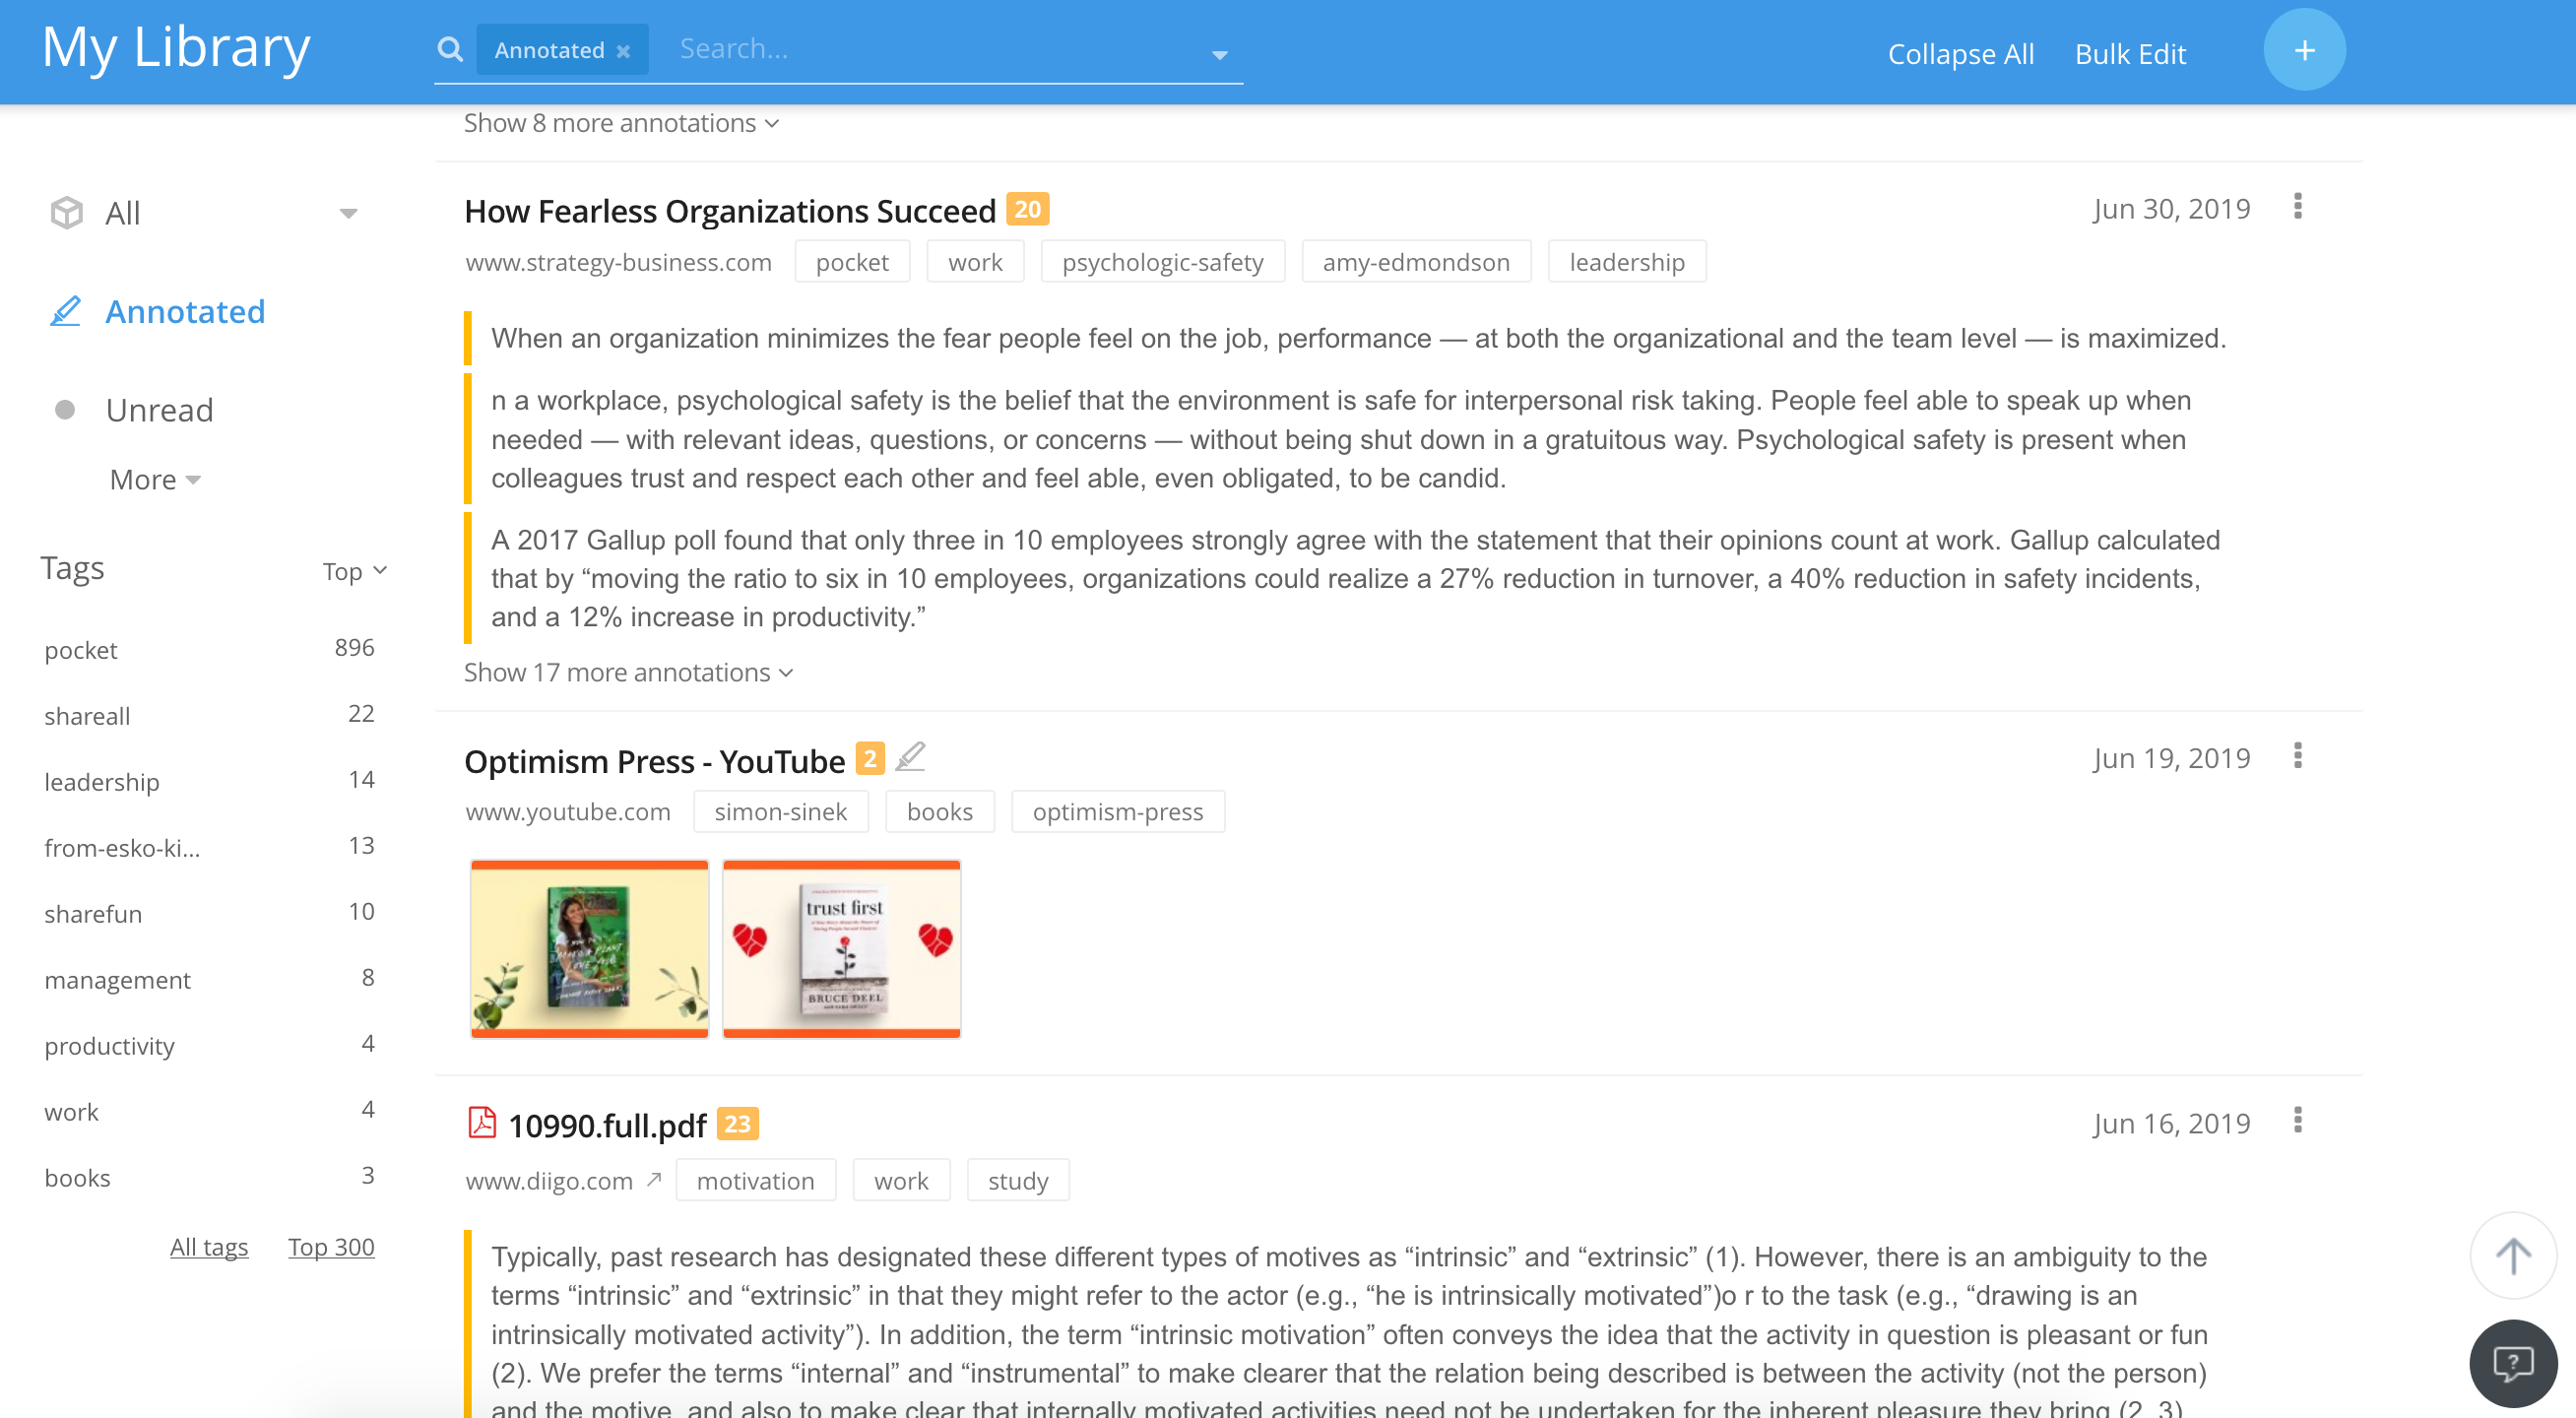 My Library
Annotated ×
Search...
Collapse All
Bulk Edit
+
All
Annotated
Unread
More
Tags
Top
pocket 896
shareall 22
leadership 14
from-esko-ki... 13
sharefun 10
management 8
productivity 4
work 4
books 3
All tags Top 300
Show 8 more annotations
How Fearless Organizations Succeed 20
Jun 30, 2019
www.strategy-business.com pocket work psychologic-safety amy-edmondson leadership
When an organization minimizes the fear people feel on the job, performance — at both the organizational and the team level — is maximized.
n a workplace, psychological safety is the belief that the environment is safe for interpersonal risk taking. People feel able to speak up when
needed — with relevant ideas, questions, or concerns — without being shut down in a gratuitous way. Psychological safety is present when
colleagues trust and respect each other and feel able, even obligated, to be candid.
A 2017 Gallup poll found that only three in 10 employees strongly agree with the statement that their opinions count at work. Gallup calculated
that by “moving the ratio to six in 10 employees, organizations could realize a 27% reduction in turnover, a 40% reduction in safety incidents,
and a 12% increase in productivity.”
Show 17 more annotations
Optimism Press - YouTube 2
Jun 19, 2019
www.youtube.com simon-sinek books optimism-press
trust first
BRUCE DEEL
10990.full.pdf 23
Jun 16, 2019
www.diigo.com motivation work study
Typically, past research has designated these different types of motives as “intrinsic” and “extrinsic” (1). However, there is an ambiguity to the
terms “intrinsic” and “extrinsic” in that they might refer to the actor (e.g., “he is intrinsically motivated”)o r to the task (e.g., “drawing is an
intrinsically motivated activity”). In addition, the term “intrinsic motivation” often conveys the idea that the activity in question is pleasant or fun
(2). We prefer the terms “internal” and “instrumental” to make clearer that the relation being described is between the activity (not the person)
and the motive, and also to make clear that internally motivated activities need not be undertaken for the inherent pleasure they bring (2, 3).